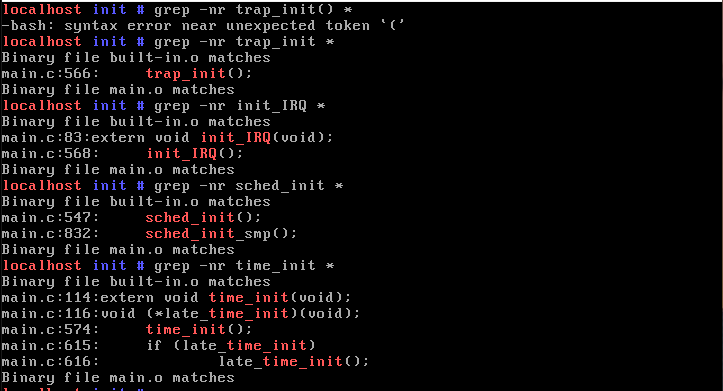 localhost init # grep -nr trap_init() *
-bash: syntax error near unexpected token `('
localhost init # grep -nr trap_init *
Binary file built-in.o matches
main.c:566:     trap_init();
Binary file main.o matches
localhost init # grep -nr init_IRQ *
Binary file built-in.o matches
main.c:83:extern void init_IRQ(void);
main.c:568:     init_IRQ();
Binary file main.o matches
localhost init # grep -nr sched_init *
Binary file built-in.o matches
main.c:547:     sched_init();
main.c:832:     sched_init_smp();
Binary file main.o matches
localhost init # grep -nr time_init *
Binary file built-in.o matches
main.c:114:extern void time_init(void);
main.c:116:void (*late_time_init)(void);
main.c:574:     time_init();
main.c:615:     if (late_time_init)
main.c:616:             late_time_init();
Binary file main.o matches